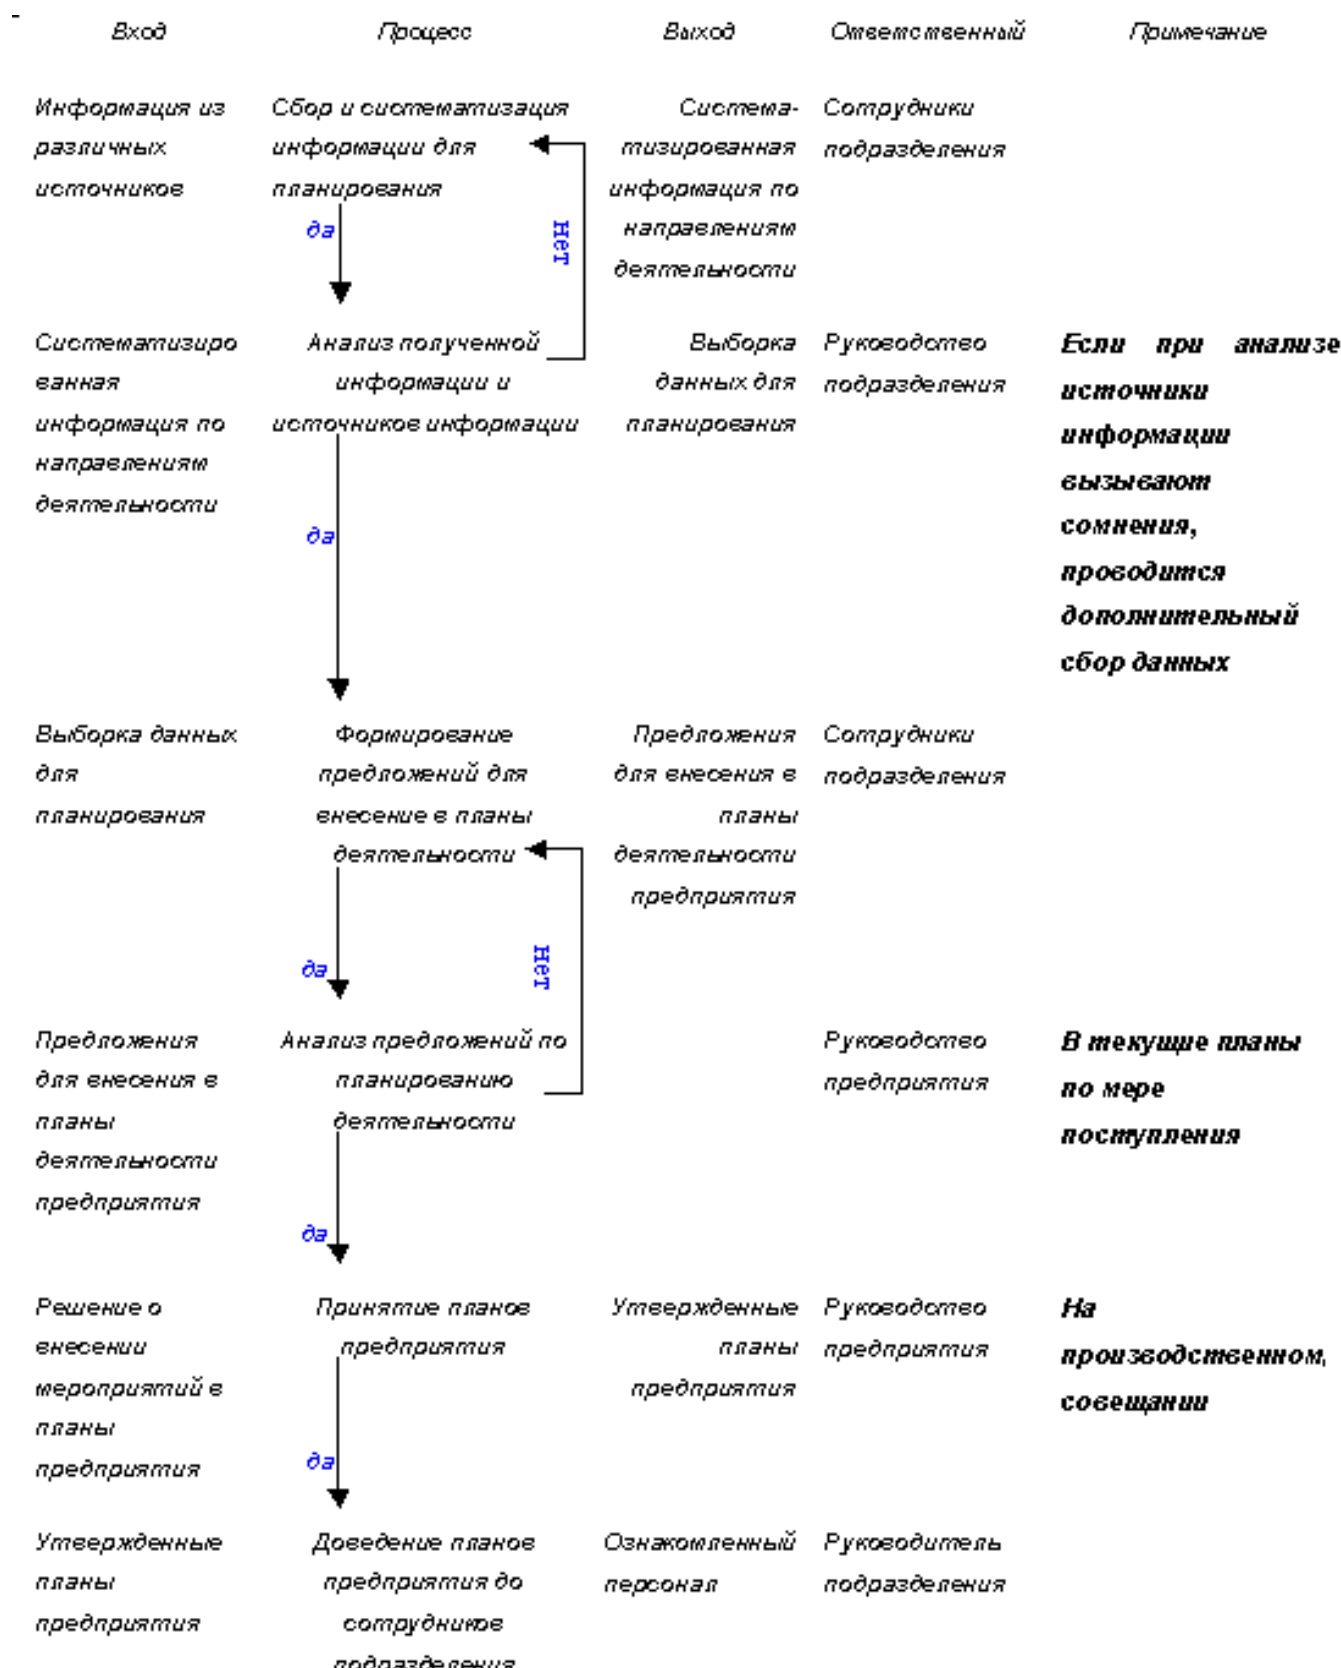 Вход Процесс Выход Ответственный Примечание
Информация из
различных
источников
Сбор и систематизация
информации для
планирования
да
нет
Система-
тизированная
информация по
направлениям
деятельности
Сотрудники
подразделения
Систематизиро
ванная
информация по
направлениям
деятельности
Анализ полученной
информации и
источников информации
да
Выборка
данных для
планирования
Руководство
подразделения
Если при анализе
источники
информации
вызывают
сомнения,
проводится
дополнительный
сбор данных
Выборка данных
для
планирования
Формирование
предложений для
внесение в планы
деятельности
да
нет
Предложения
для внесения в
планы
деятельности
предприятия
Сотрудники
подразделения
Предложения
для внесения в
планы
деятельности
предприятия
Анализ предложений по
планированию
деятельности
да
Руководство
предприятия
В текущие планы
по мере
поступления
Решение о
внесении
мероприятий в
планы
предприятия
Принятие планов
предприятия
да
Утвержденные
планы
предприятия
Руководство
предприятия
На
производственном,
совещании
Утвержденные
планы
предприятия
Доведение планов
предприятия до
сотрудников
подразделения
Ознакомленный
персонал
Руководитель
подразделения